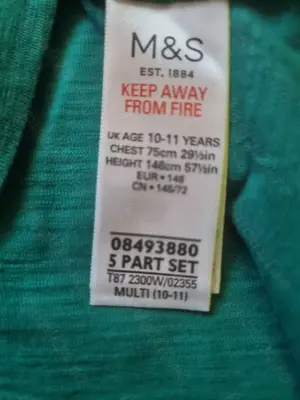 M&S
EST. 1884
KEEP AWAY
FROM FIRE
UK AGE 10-11 YEARS
CHEST 75cm 29½in
HEIGHT 146cm 57½in
EUR • 146
CN • 146/72
08493880
5 PART SET
T87 2300W/02355
MULTI (10-11)